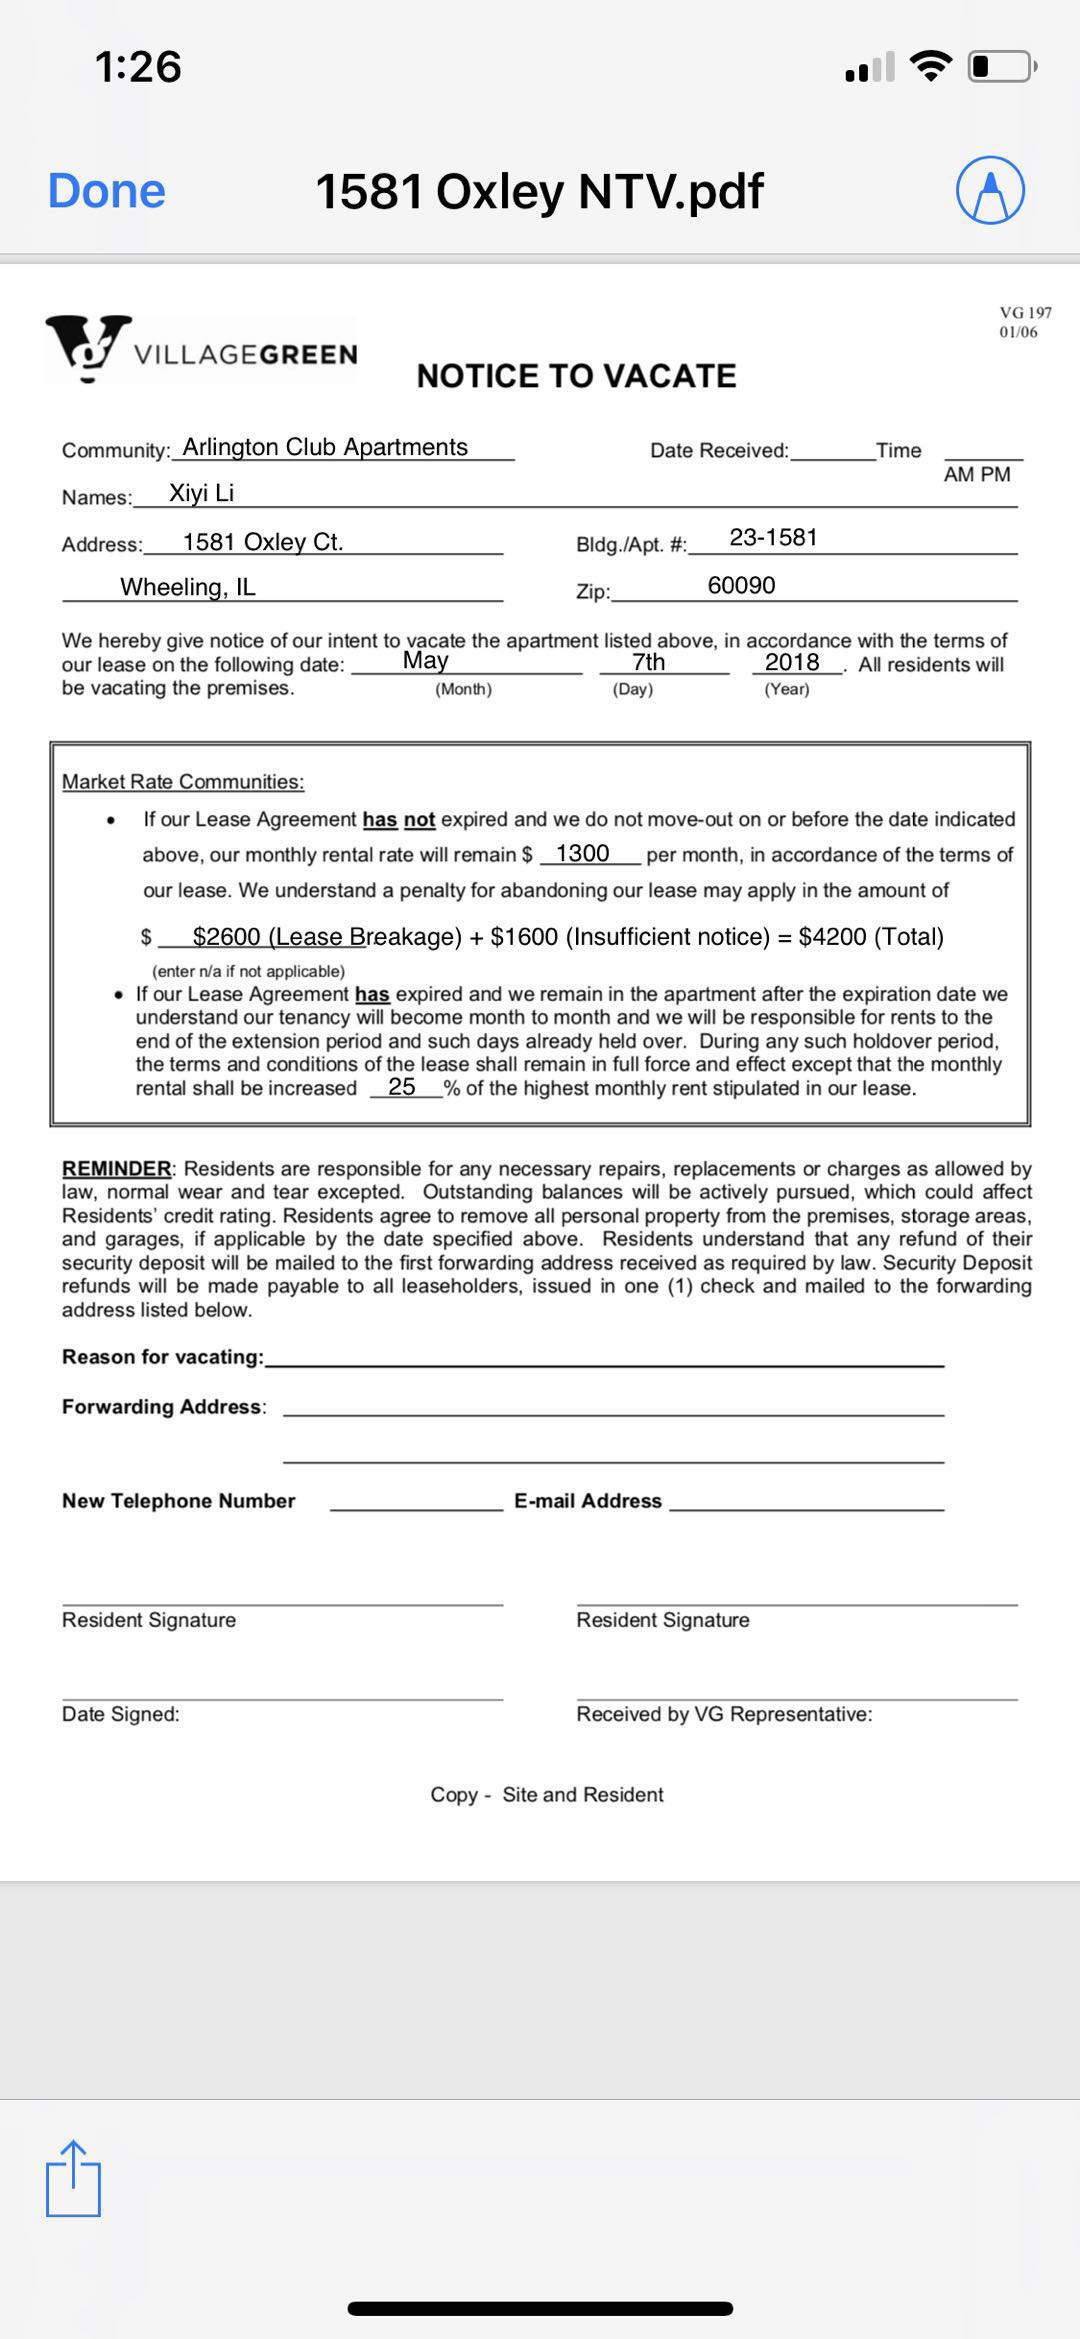 1:26
Done 1581 Oxley NTV.pdf
VG 197
01/06
VILLAGEGREEN
NOTICE TO VACATE
Community: Arlington Club Apartments Date Received:________Time ________
AM PM
Names: Xiyi Li
Address: 1581 Oxley Ct. Bldg./Apt. #: 23-1581
Wheeling, IL Zip: 60090
We hereby give notice of our intent to vacate the apartment listed above, in accordance with the terms of
our lease on the following date: May 7th 2018 . All residents will
be vacating the premises. (Month) (Day) (Year)
Market Rate Communities:
• If our Lease Agreement has not expired and we do not move-out on or before the date indicated
above, our monthly rental rate will remain $ 1300 per month, in accordance of the terms of
our lease. We understand a penalty for abandoning our lease may apply in the amount of
$ $2600 (Lease Breakage) + $1600 (Insufficient notice) = $4200 (Total)
(enter n/a if not applicable)
• If our Lease Agreement has expired and we remain in the apartment after the expiration date we
understand our tenancy will become month to month and we will be responsible for rents to the
end of the extension period and such days already held over. During any such holdover period,
the terms and conditions of the lease shall remain in full force and effect except that the monthly
rental shall be increased 25 % of the highest monthly rent stipulated in our lease.
REMINDER: Residents are responsible for any necessary repairs, replacements or charges as allowed by
law, normal wear and tear excepted. Outstanding balances will be actively pursued, which could affect
Residents' credit rating. Residents agree to remove all personal property from the premises, storage areas,
and garages, if applicable by the date specified above. Residents understand that any refund of their
security deposit will be mailed to the first forwarding address received as required by law. Security Deposit
refunds will be made payable to all leaseholders, issued in one (1) check and mailed to the forwarding
address listed below.
Reason for vacating:
Forwarding Address:
New Telephone Number E-mail Address
Resident Signature Resident Signature
Date Signed: Received by VG Representative:
Copy - Site and Resident